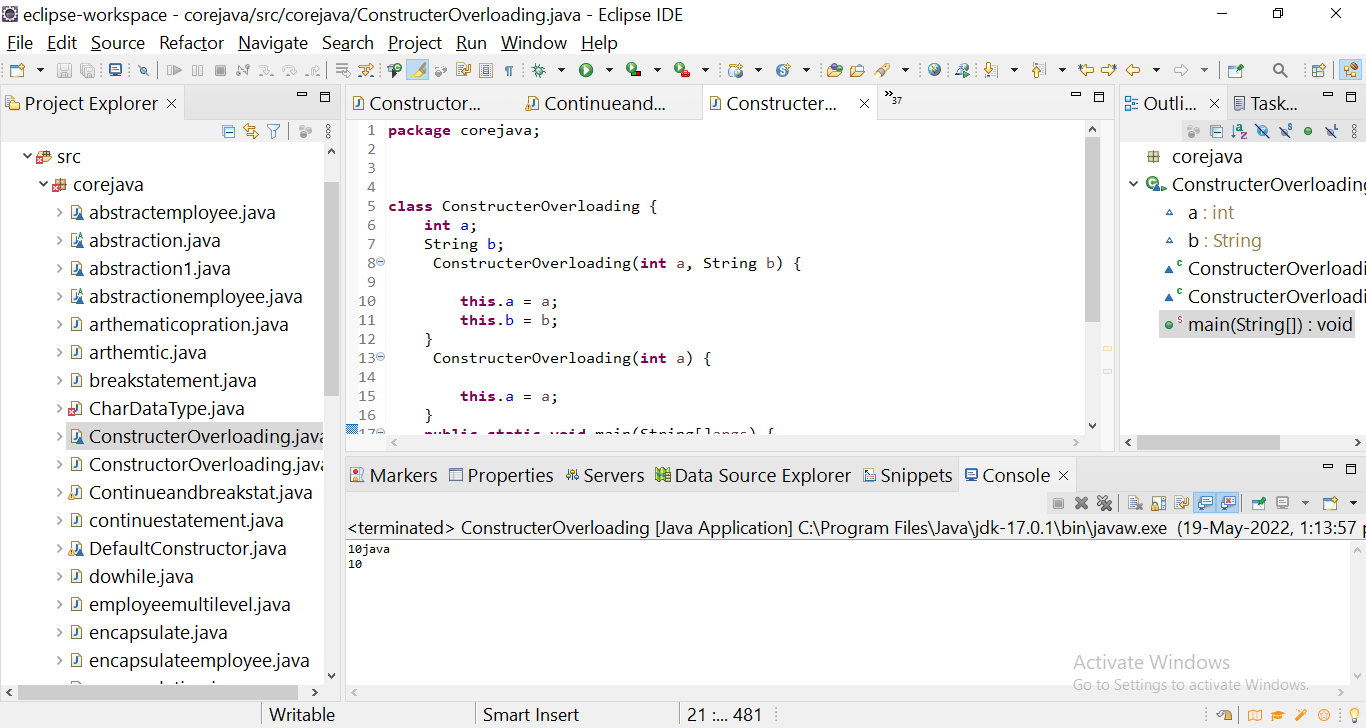 eclipse-workspace - corejava/src/corejava/ConstructerOverloading.java - Eclipse IDE
File Edit Source Refactor Navigate Search Project Run Window Help
Project Explorer
src
corejava
abstractemployee.java
abstraction.java
abstraction1.java
abstractionemployee.java
arthematicopration.java
arthemtic.java
breakstatement.java
CharDataType.java
ConstructerOverloading.java
ConstructorOverloading.java
Continueandbreakstat.java
continuestatement.java
DefaultConstructor.java
dowhile.java
employeemultilevel.java
encapsulate.java
encapsulateemployee.java
Constructor... Continueand... Constructer... »37
1 package corejava;
2
3
4
5 class ConstructerOverloading {
6 int a;
7 String b;
8 ConstructerOverloading(int a, String b) {
9
10 this.a = a;
11 this.b = b;
12 }
13 ConstructerOverloading(int a) {
14
15 this.a = a;
16 }
17 public static void main(String[]args) {
Outli... Task...
corejava
ConstructerOverloading
a : int
b : String
ConstructerOverloadi
ConstructerOverloadi
main(String[]) : void
Markers Properties Servers Data Source Explorer Snippets Console
<terminated> ConstructerOverloading [Java Application] C:\Program Files\Java\jdk-17.0.1\bin\javaw.exe (19-May-2022, 1:13:57 p
10java
10
Activate Windows
Go to Settings to activate Windows.
Writable Smart Insert 21 :... 481